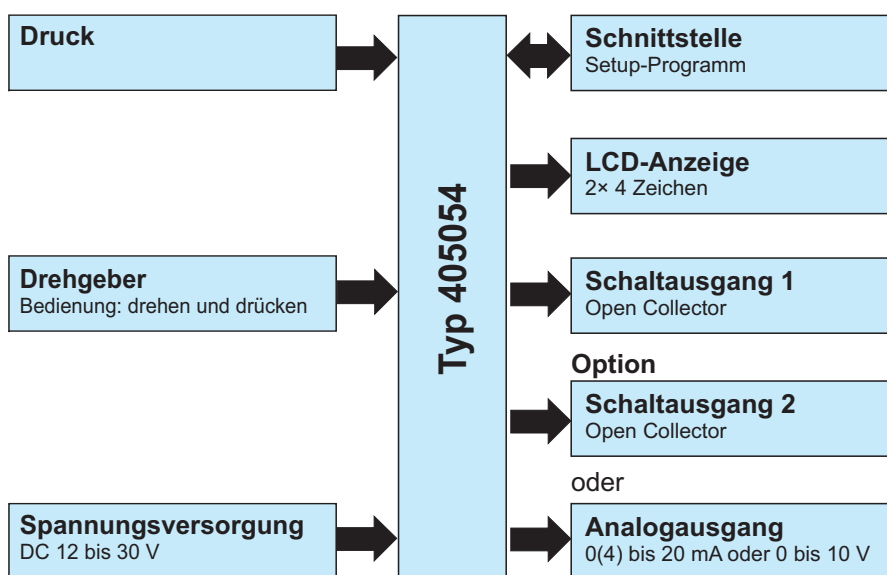 Druck
Drehgeber
Bedienung: drehen und drücken
Spannungsversorgung
DC 12 bis 30 V
Typ 405054
Schnittstelle
Setup-Programm
LCD-Anzeige
2× 4 Zeichen
Schaltausgang 1
Open Collector
Option
Schaltausgang 2
Open Collector
oder
Analogausgang
0(4) bis 20 mA oder 0 bis 10 V